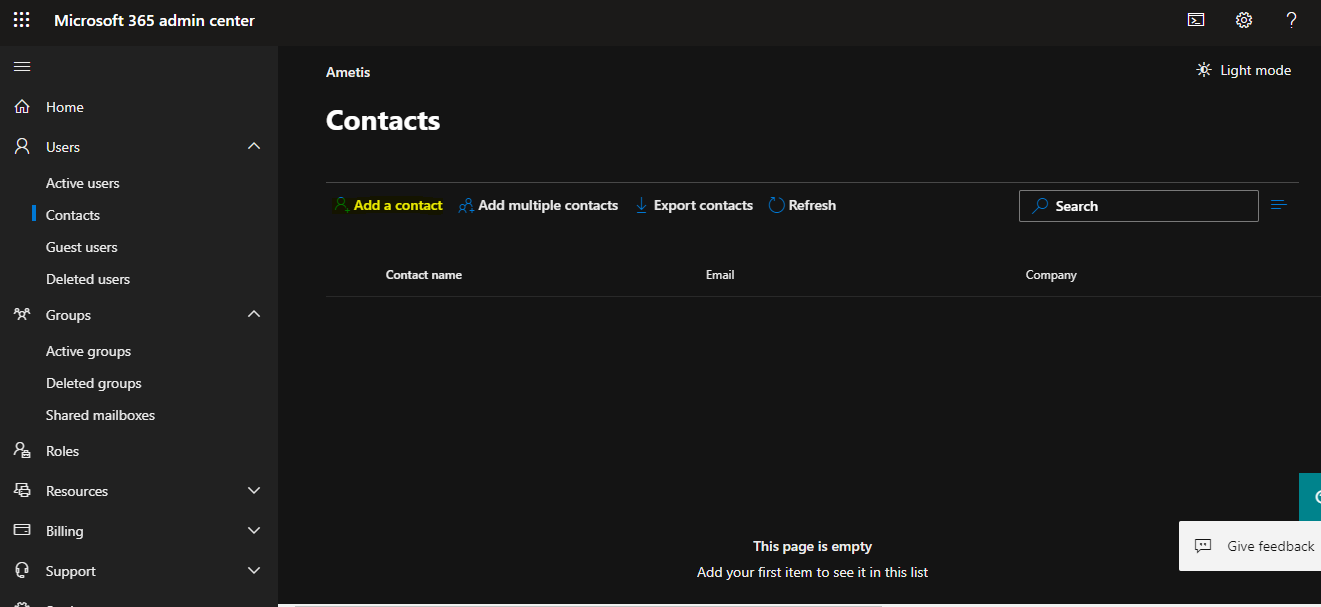 Microsoft 365 admin center
Home
Users
Active users
Contacts
Guest users
Deleted users
Groups
Active groups
Deleted groups
Shared mailboxes
Roles
Resources
Billing
Support
Ametis
Light mode
Contacts
Add a contact Add multiple contacts Export contacts Refresh Search
Contact name Email Company
This page is empty
Add your first item to see it in this list
Give feedback